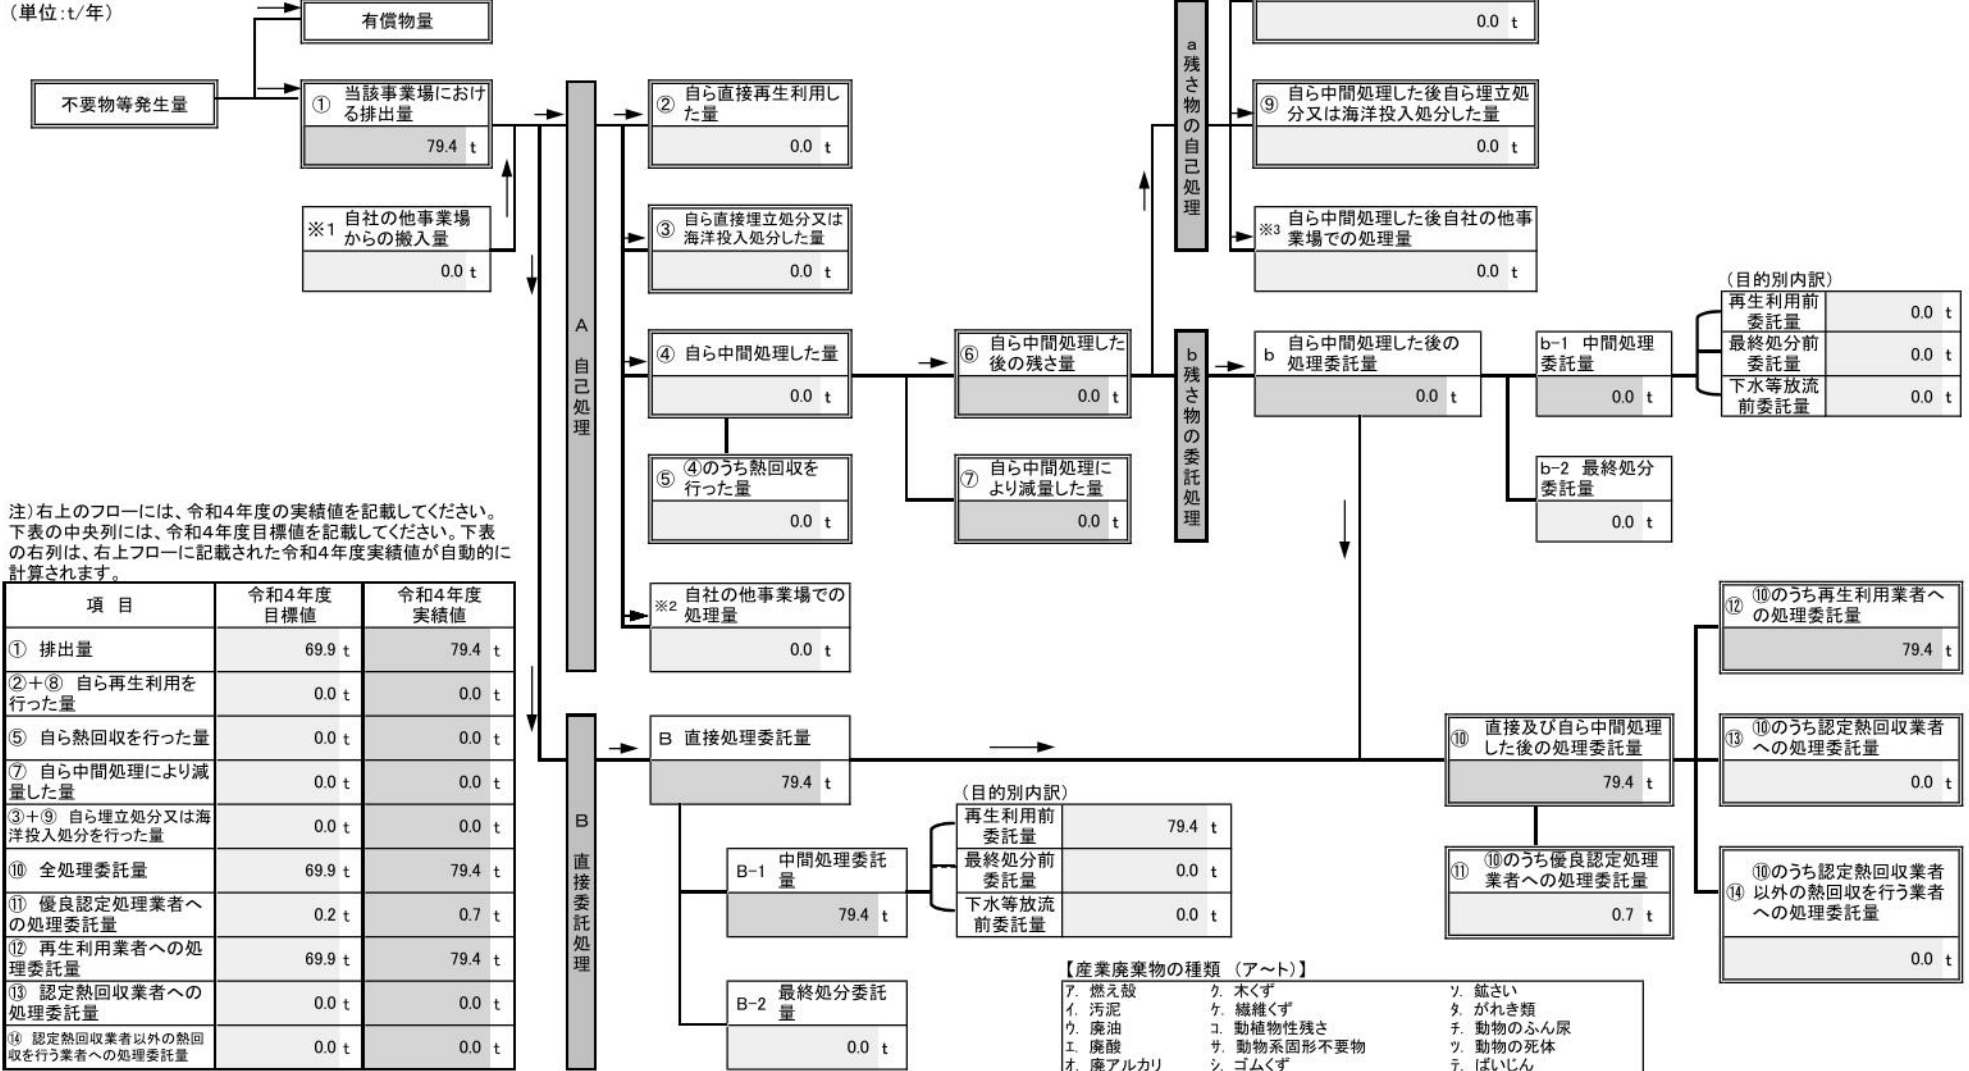 (単位:t/年)
有償物量
不要物等発生量
① 当該事業場におけ
る排出量
79.4 t
※1 自社の他事業場
からの搬入量
0.0 t
A 自己処理
② 自ら直接再生利用し
た量
0.0 t
③ 自ら直接埋立処分又は
海洋投入処分した量
0.0 t
④ 自ら中間処理した量
0.0 t
⑤ ④のうち熱回収を
行った量
0.0 t
※2 自社の他事業場での
処理量
0.0 t
⑥ 自ら中間処理した
後の残さ量
0.0 t
⑦ 自ら中間処理に
より減量した量
0.0 t
a 残さ物の自己処理
0.0 t
⑨ 自ら中間処理した後自ら埋立処
分又は海洋投入処分した量
0.0 t
※3 自ら中間処理した後自社の他事
業場での処理量
0.0 t
b 残さ物の委託処理
b 自ら中間処理した後の
処理委託量
0.0 t
b-1 中間処理
委託量
0.0 t
b-2 最終処分
委託量
0.0 t
(目的別内訳)
再生利用前
委託量
0.0 t
最終処分前
委託量
0.0 t
下水等放流
前委託量
0.0 t
注)右上のフローには、令和4年度の実績値を記載してください。
下表の中央列には、令和4年度目標値を記載してください。下表
の右列は、右上フローに記載された令和4年度実績値が自動的に
計算されます。
項 目 令和4年度 目標値 令和4年度 実績値
① 排出量 69.9 t 79.4 t
②+⑧ 自ら再生利用を
行った量 0.0 t 0.0 t
⑤ 自ら熱回収を行った量 0.0 t 0.0 t
⑦ 自ら中間処理により減
量した量 0.0 t 0.0 t
③+⑨ 自ら埋立処分又は海
洋投入処分を行った量 0.0 t 0.0 t
⑩ 全処理委託量 69.9 t 79.4 t
⑪ 優良認定処理業者へ
の処理委託量 0.2 t 0.7 t
⑫ 再生利用業者への処
理委託量 69.9 t 79.4 t
⑬ 認定熱回収業者への
処理委託量 0.0 t 0.0 t
⑭ 認定熱回収業者以外の熱回
収を行う業者への処理委託量 0.0 t 0.0 t
B 直接委託処理
B 直接処理委託量
79.4 t
B-1 中間処理委託
量
79.4 t
B-2 最終処分委託
量
0.0 t
(目的別内訳)
再生利用前
委託量
79.4 t
最終処分前
委託量
0.0 t
下水等放流
前委託量
0.0 t
⑩ 直接及び自ら中間処理
した後の処理委託量
79.4 t
⑪ ⑩のうち優良認定処理
業者への処理委託量
0.7 t
⑫ ⑩のうち再生利用業者へ
の処理委託量
79.4 t
⑬ ⑩のうち認定熱回収業者
への処理委託量
0.0 t
⑭ ⑩のうち認定熱回収業者
以外の熱回収を行う業者
への処理委託量
0.0 t
【産業廃棄物の種類 (ア～ト)】
ア. 燃え殻 ク. 木くず ソ. 鉱さい
イ. 汚泥 ケ. 繊維くず タ. がれき類
ウ. 廃油 コ. 動植物性残さ チ. 動物のふん尿
エ. 廃酸 サ. 動物系固形不要物 ツ. 動物の死体
オ. 廃アルカリ シ. ゴムくず テ. ばいじん